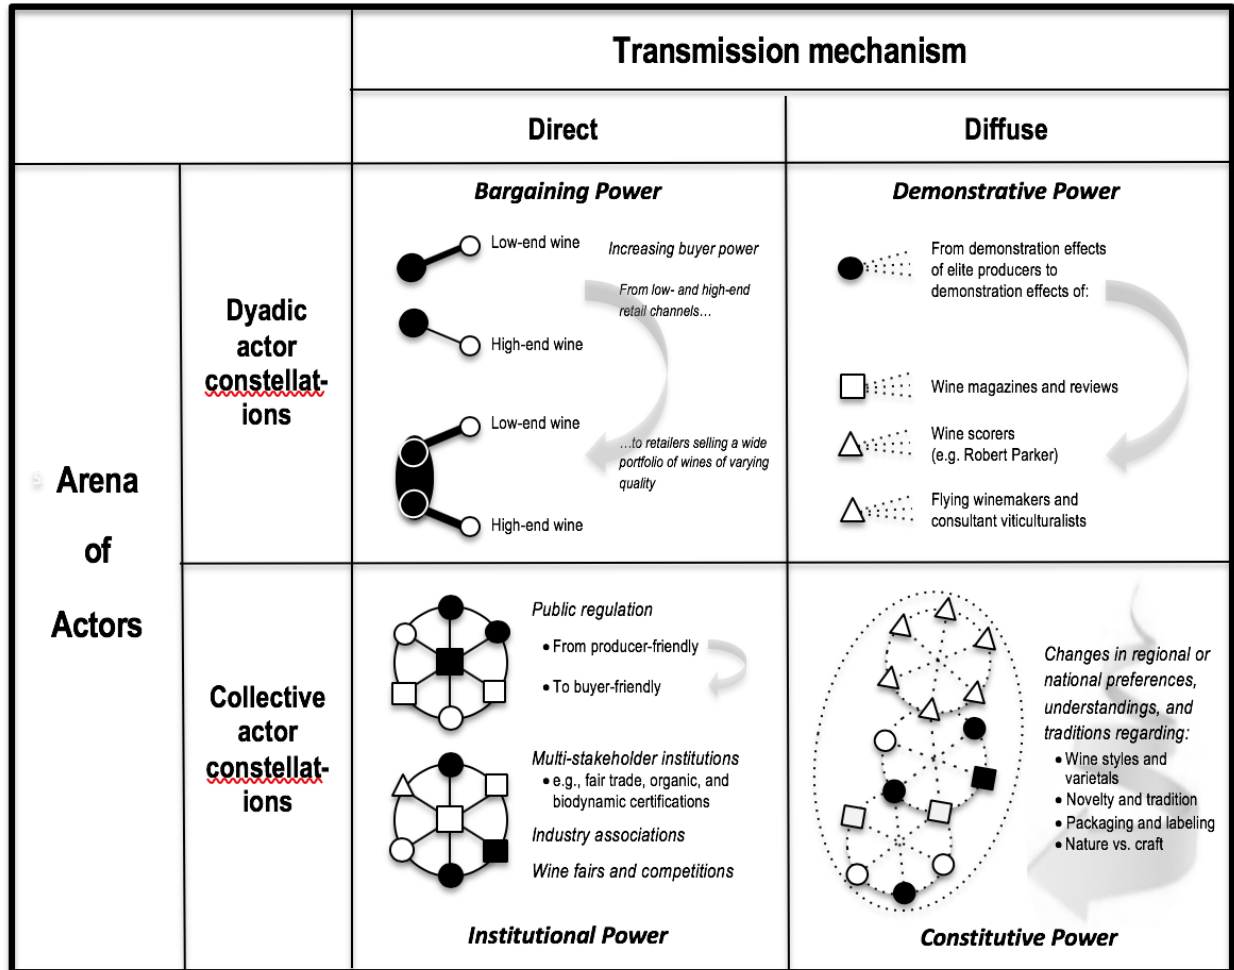 Transmission mechanism
Direct
Diffuse
Arena
of
Actors
Dyadic
actor
constellat-
ions
Bargaining Power
Low-end wine
High-end wine
Low-end wine
High-end wine
Increasing buyer power
From low- and high-end
retail channels…
…to retailers selling a wide
portfolio of wines of varying
quality
Demonstrative Power
From demonstration effects
of elite producers to
demonstration effects of:
Wine magazines and reviews
Wine scorers
(e.g. Robert Parker)
Flying winemakers and
consultant viticulturalists
Collective
actor
constellat-
ions
Public regulation
• From producer-friendly
• To buyer-friendly
Multi-stakeholder institutions
• e.g., fair trade, organic, and
biodynamic certifications
Industry associations
Wine fairs and competitions
Institutional Power
Changes in regional or
national preferences,
understandings, and
traditions regarding:
• Wine styles and
varietals
• Novelty and tradition
• Packaging and labeling
• Nature vs. craft
Constitutive Power